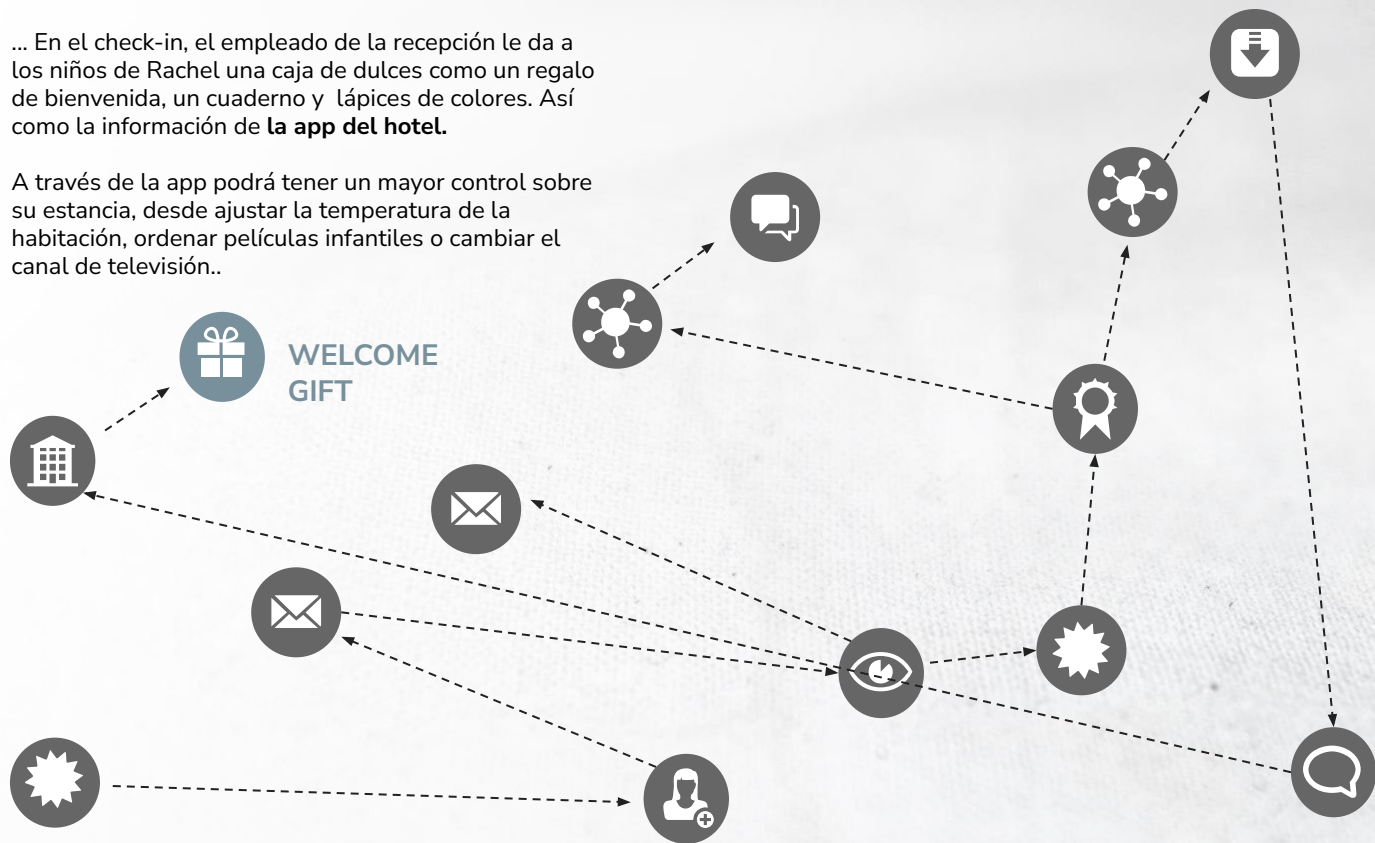 ... En el check-in, el empleado de la recepción le da a
los niños de Rachel una caja de dulces como un regalo
de bienvenida, un cuaderno y  lápices de colores. Así
como la información de la app del hotel.
A través de la app podrá tener un mayor control sobre
su estancia, desde ajustar la temperatura de la
habitación, ordenar películas infantiles o cambiar el
canal de televisión..
WELCOME
GIFT